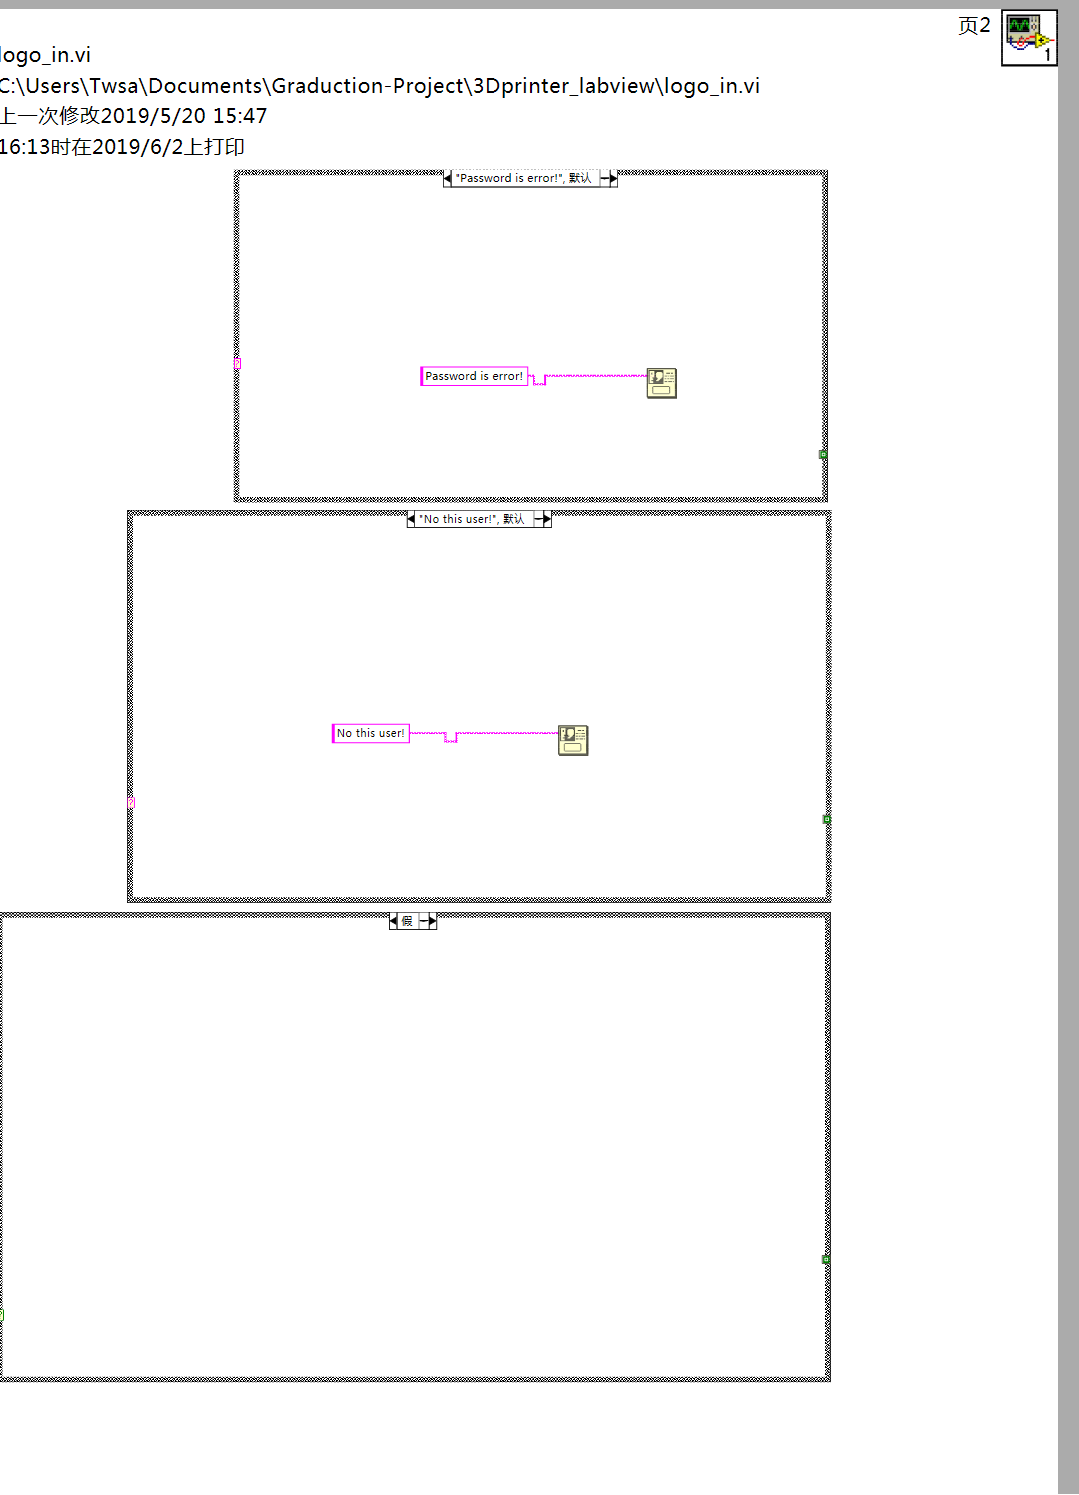 页2
1
logo_in.vi
C:\Users\Twsa\Documents\Graduction-Project\3Dprinter_labview\logo_in.vi
上一次修改2019/5/20 15:47
16:13时在2019/6/2上打印
"Password is error!", 默认
?
Password is error!
"No this user!", 默认
No this user!
?
假